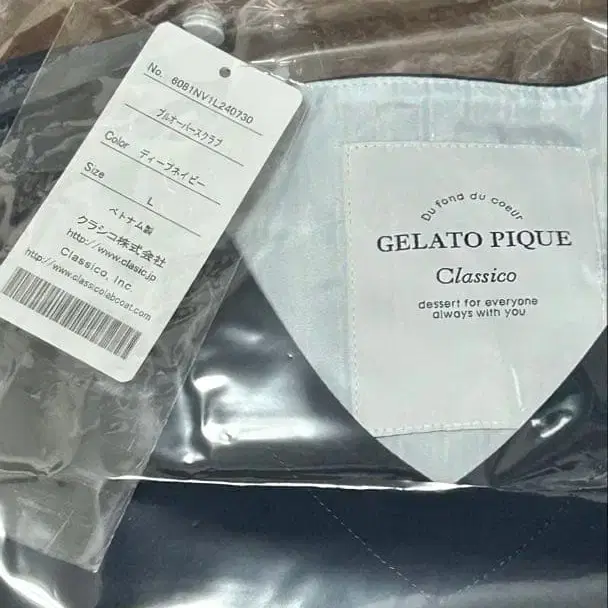 No. 60B1NV1L240730
プルオーバースクラブ
Color ディープネイビー
Size L
ベトナム製
クラシコ株式会社
http://www.clasic.jp
Classico, inc.
http://www.classicolabcoat.com
Du fond du coeur
GELATO PIQUE
Classico
dessert for everyone
always with you